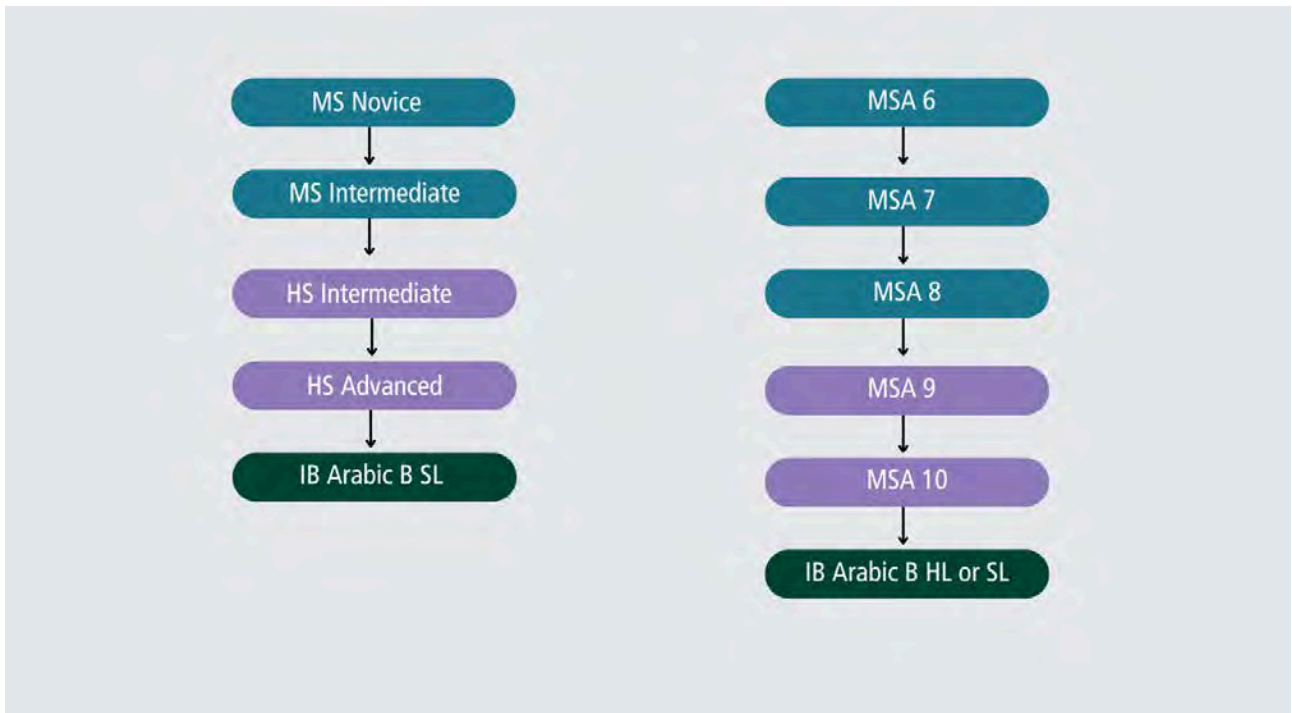 MS Novice
MS Intermediate
HS Intermediate
HS Advanced
IB Arabic B SL
MSA 6
MSA 7
MSA 8
MSA 9
MSA 10
IB Arabic B HL or SL